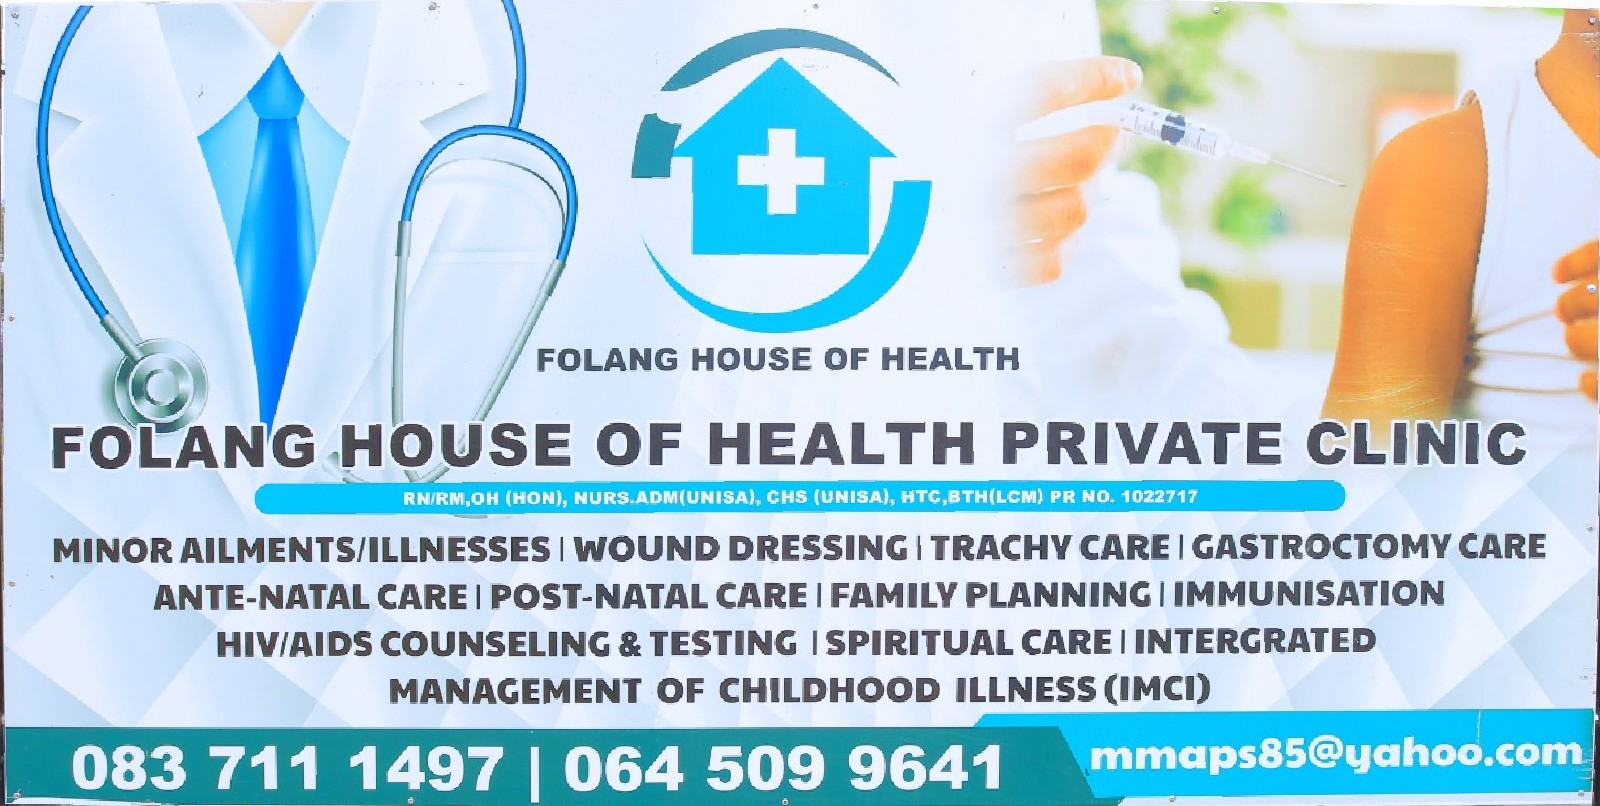 FOLANG HOUSE OF HEALTH
FOLANG HOUSE OF HEALTH PRIVATE CLINIC
RN/RM,OH (HON), NURS.ADM(UNISA), CHS (UNISA), HTC,BTH(LCM) PR NO. 1022717
MINOR AILMENTS/ILLNESSES | WOUND DRESSING | TRACHY CARE | GASTROCTOMY CARE
ANTE-NATAL CARE | POST-NATAL CARE | FAMILY PLANNING | IMMUNISATION
HIV/AIDS COUNSELING & TESTING | SPIRITUAL CARE | INTERGRATED
MANAGEMENT OF CHILDHOOD ILLNESS (IMCI)
083 711 1497 | 064 509 9641
mmaps85@yahoo.com